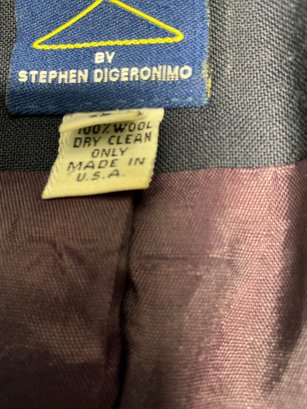 BY
STEPHEN DIGERONIMO
100% WOOL
DRY CLEAN
ONLY
MADE IN
U.S.A.